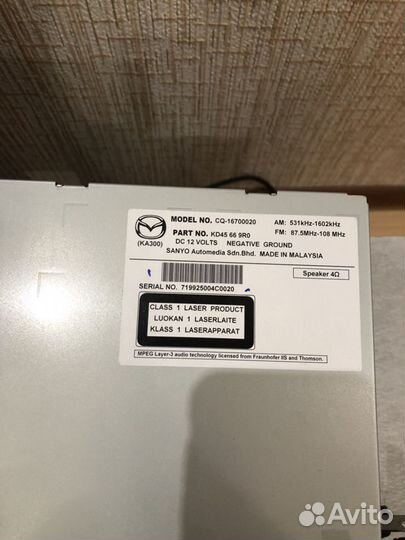 MODEL NO. CQ-16700020 AM: 531kHz-1602kHz
PART NO. KD45 66 9R0 FM: 87.5MHz-108 MHz
(KA300) DC 12 VOLTS NEGATIVE GROUND
SANYO Automedia Sdn.Bhd. MADE IN MALAYSIA
Speaker 4Ω
SERIAL NO. 719925004C0020
CLASS 1 LASER PRODUCT
LUOKAN 1 LASERLAITE
KLASS 1 LASERAPPARAT
MPEG Layer-3 audio technology licensed from Fraunhofer IIS and Thomson.
Avito